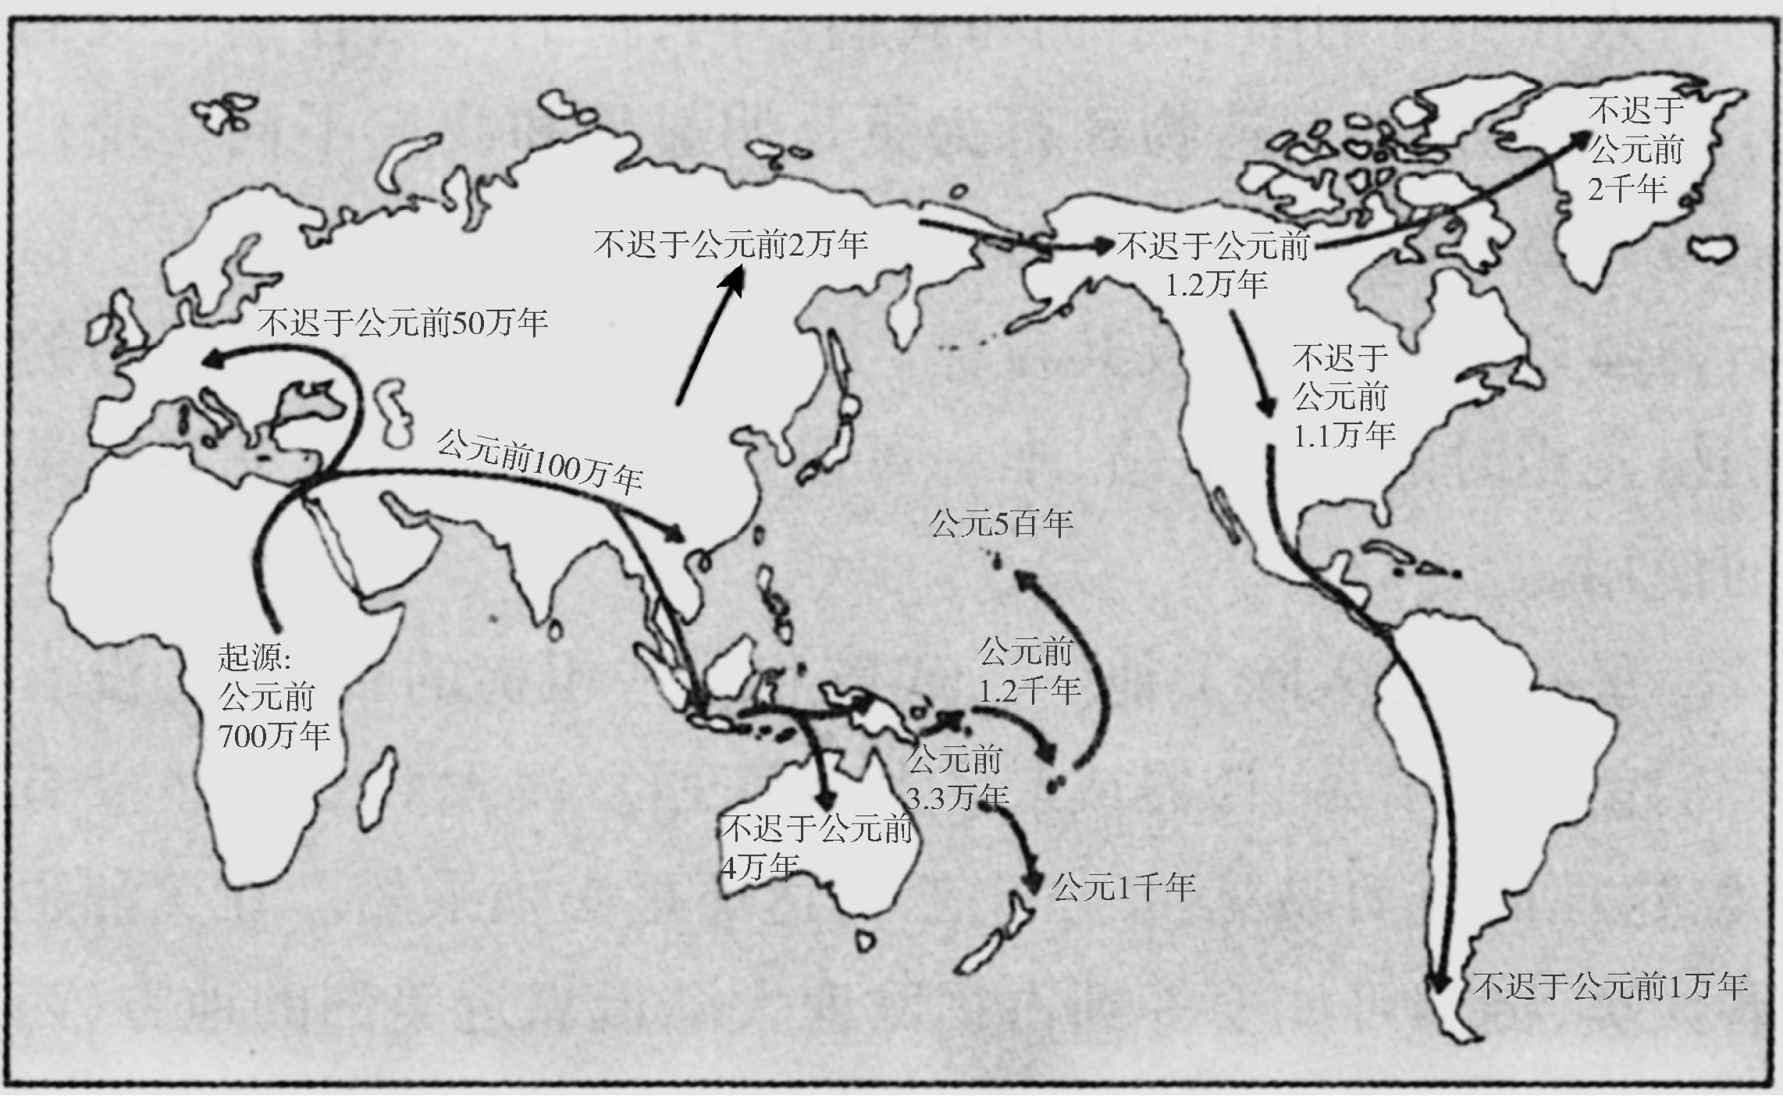 不迟于
公元前
2千年
不迟于公元前2万年
不迟于公元前
1.2万年
不迟于公元前50万年
不迟于
公元前
1.1万年
公元前100万年
公元5百年
起源:
公元前
700万年
公元前
1.2千年
公元前
3.3万年
不迟于公元前
4万年
公元1千年
不迟于公元前1万年